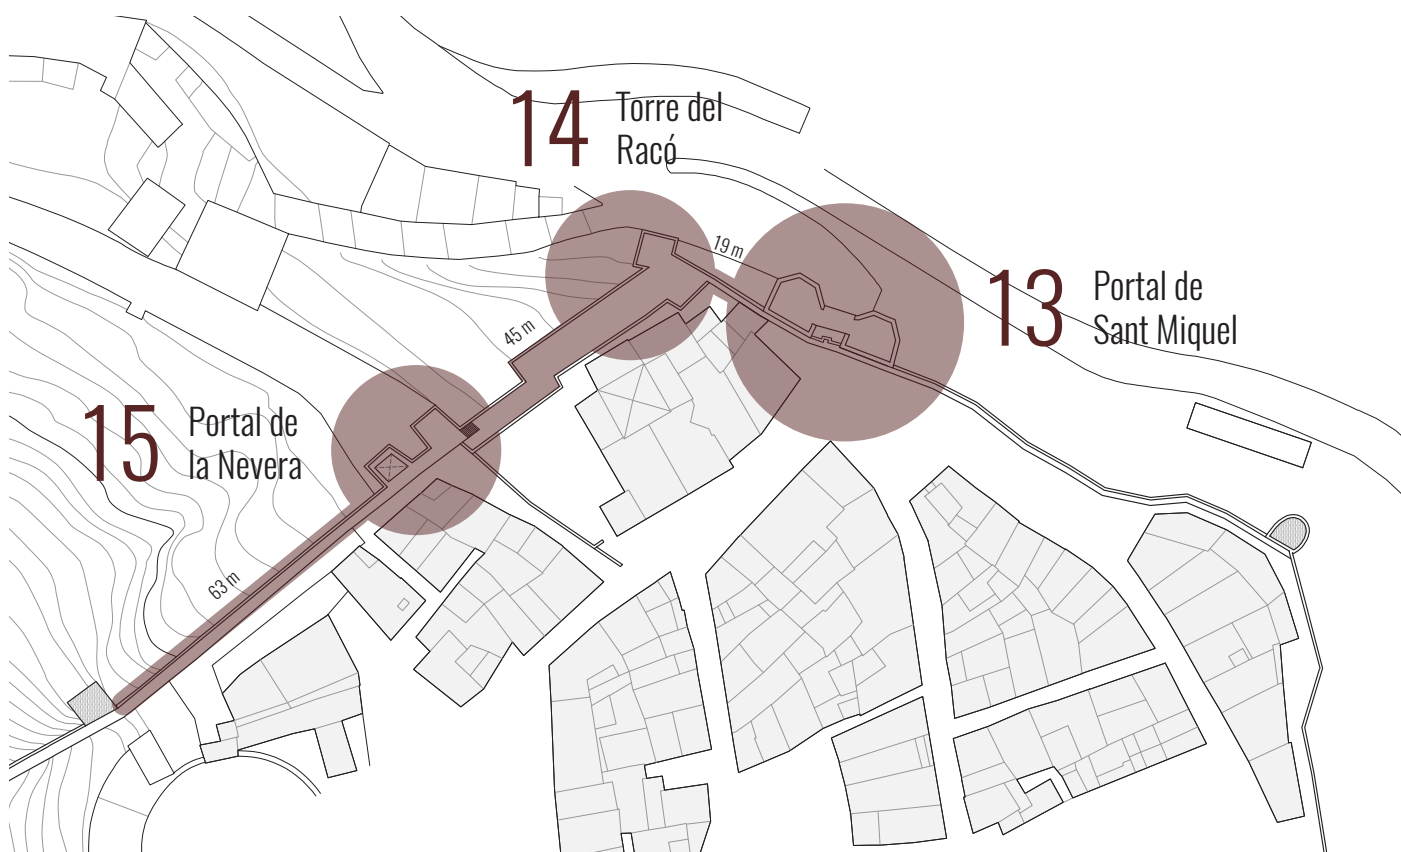 14
Torre del
Racó
19 m
13
Portal de
Sant Miquel
45 m
15
Portal de
la Nevera
63 m